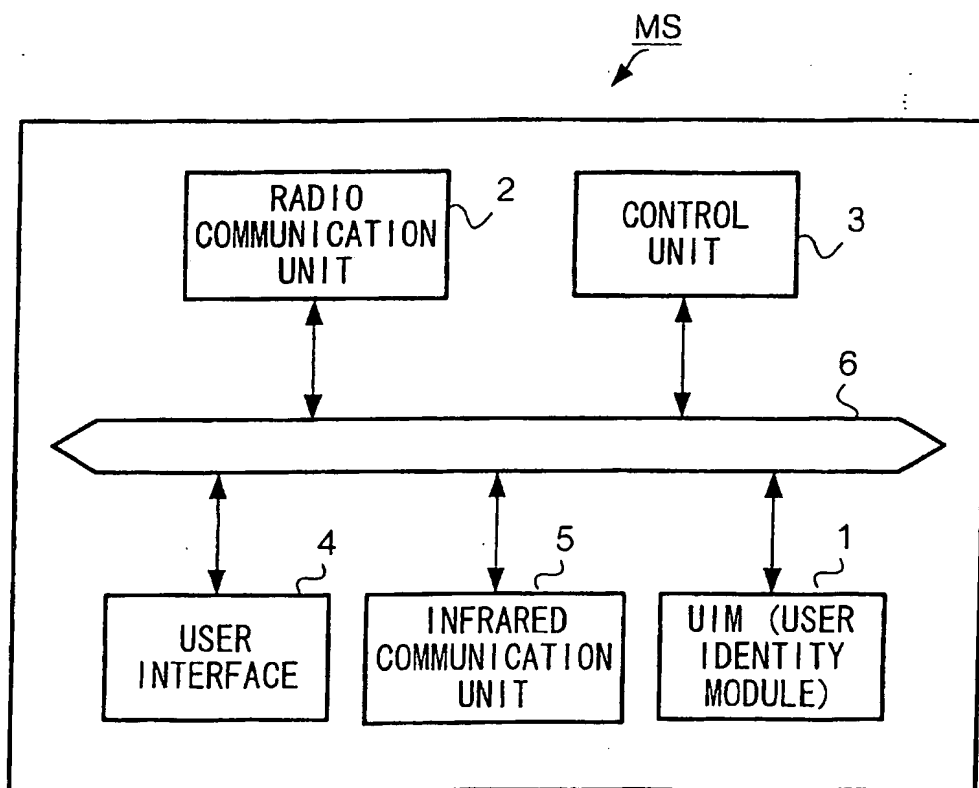 MS
RADIO
COMMUNICATION
UNIT
2
CONTROL
UNIT
3
6
4
USER
INTERFACE
5
INFRARED
COMMUNICATION
UNIT
1
UIM (USER
IDENTITY
MODULE)